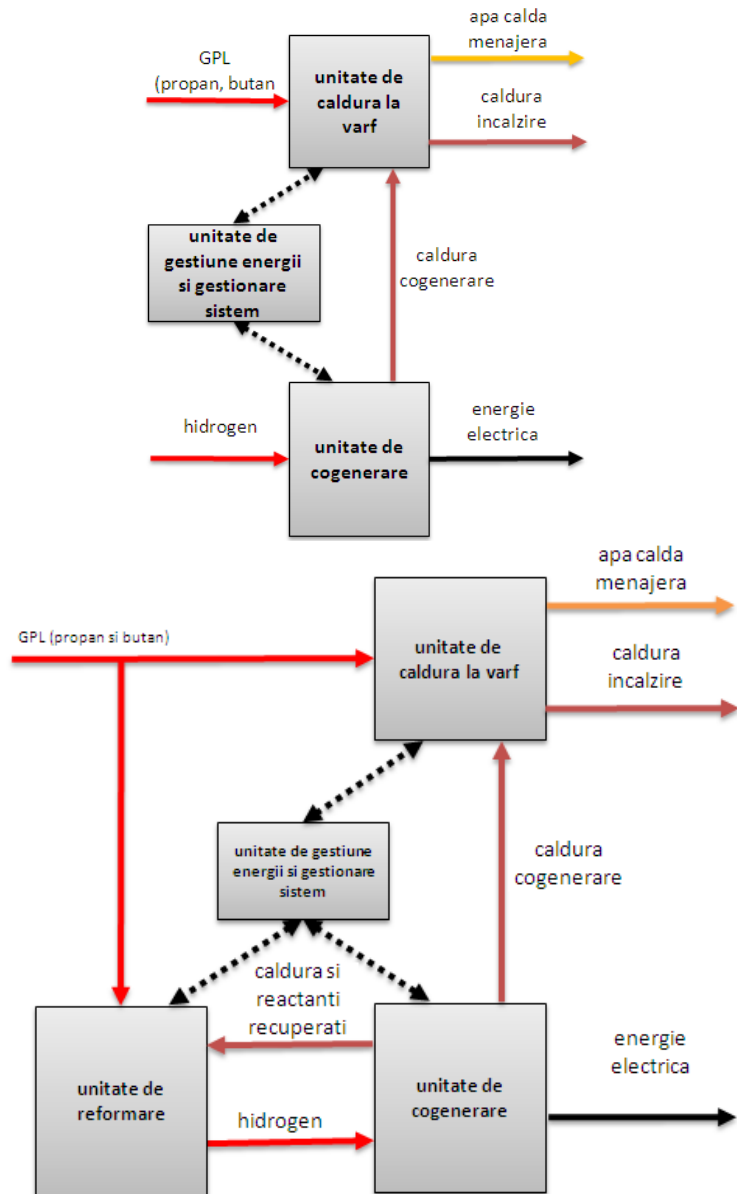 apa calda
menajera
GPL
(propan, butan
unitate de
caldura la
varf
caldura
incalzire
unitate de
gestiune energii
si gestionare
sistem
caldura
cogenerare
hidrogen
unitate de
cogenerare
energie
electrica
apa calda
menajera
GPL (propan si butan)
unitate de
caldura la varf
caldura
incalzire
unitate de gestiune
energii si gestionare
sistem
caldura
cogenerare
caldura si
reactanti
recuperati
unitate de
reformare
hidrogen
unitate de
cogenerare
energie
electrica